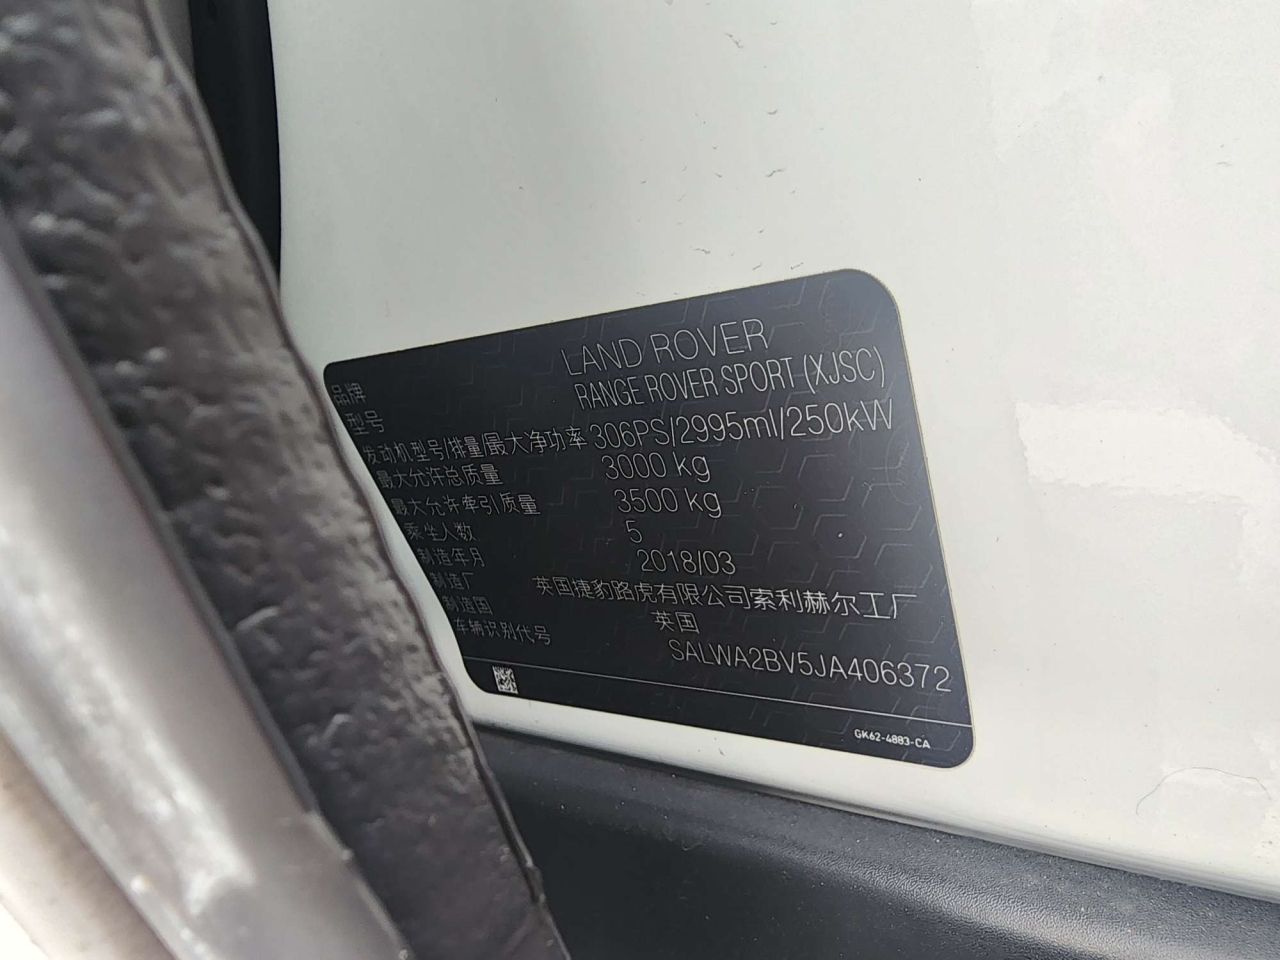 品牌 LAND ROVER
型号 RANGE ROVER SPORT (XJSC)
发动机型号/排量/最大净功率 306PS/2995ml/250kW
最大允许总质量 3000 kg
最大允许牵引质量 3500 kg
乘坐人数 5
制造年月 2018/03
制造厂 英国捷豹路虎有限公司索利赫尔工厂
制造国 英国
车辆识别代号 SALWA2BV5JA406372
GK62-4883-CA